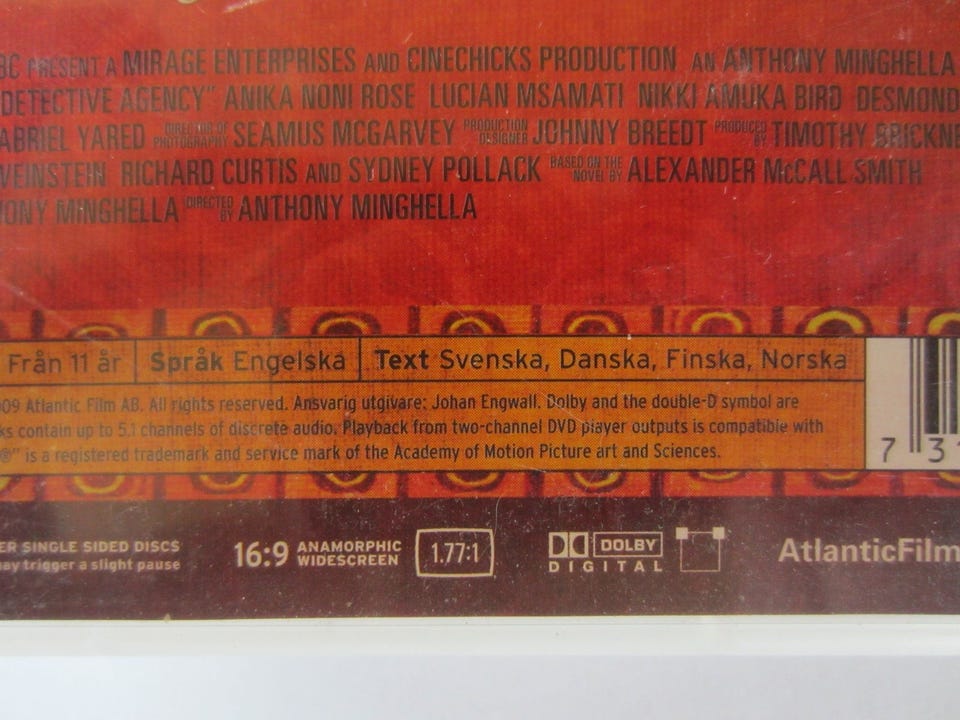 BC PRESENT A MIRAGE ENTERPRISES AND CINECHICKS PRODUCTION AN ANTHONY MINGHELLA
DETECTIVE AGENCY" ANIKA NONI ROSE LUCIAN MSAMATI NIKKI AMUKA BIRD DESMOND
ABRIEL YARED DIRECTOR OF PHOTOGRAPHY SEAMUS MCGARVEY PRODUCTION DESIGNER JOHNNY BREEDT PRODUCED BY TIMOTHY BRICKNE
WEINSTEIN RICHARD CURTIS AND SYDNEY POLLACK BASED ON THE NOVEL BY ALEXANDER McCALL SMITH
HONY MINGHELLA DIRECTED BY ANTHONY MINGHELLA
Från 11 år Språk Engelska Text Svenska, Danska, Finska, Norska
09 Atlantic Film AB. All rights reserved. Ansvarig utgivare: Johan Engwall. Dolby and the double-D symbol are
ks contain up to 5.1 channels of discrete audio. Playback from two-channel DVD player outputs is compatible with
®" is a registered trademark and service mark of the Academy of Motion Picture art and Sciences.
7 31
ER SINGLE SIDED DISCS
may trigger a slight pause
16:9 ANAMORPHIC WIDESCREEN
1.77:1
DOLBY
DIGITAL
AtlanticFilm